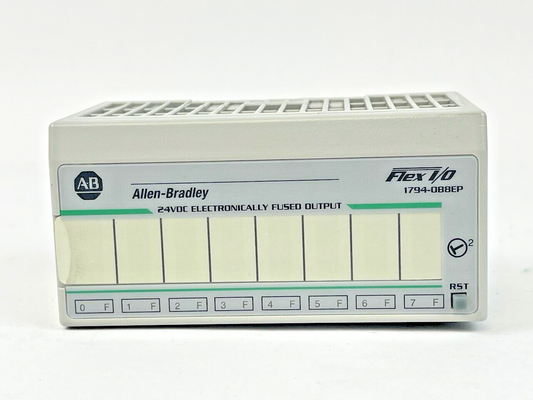 AB
Allen-Bradley
Flex I/O
1794-OB8EP
24VDC ELECTRONICALLY FUSED OUTPUT
2
RST
0 F 1 F 2 F 3 F 4 F 5 F 6 F 7 F